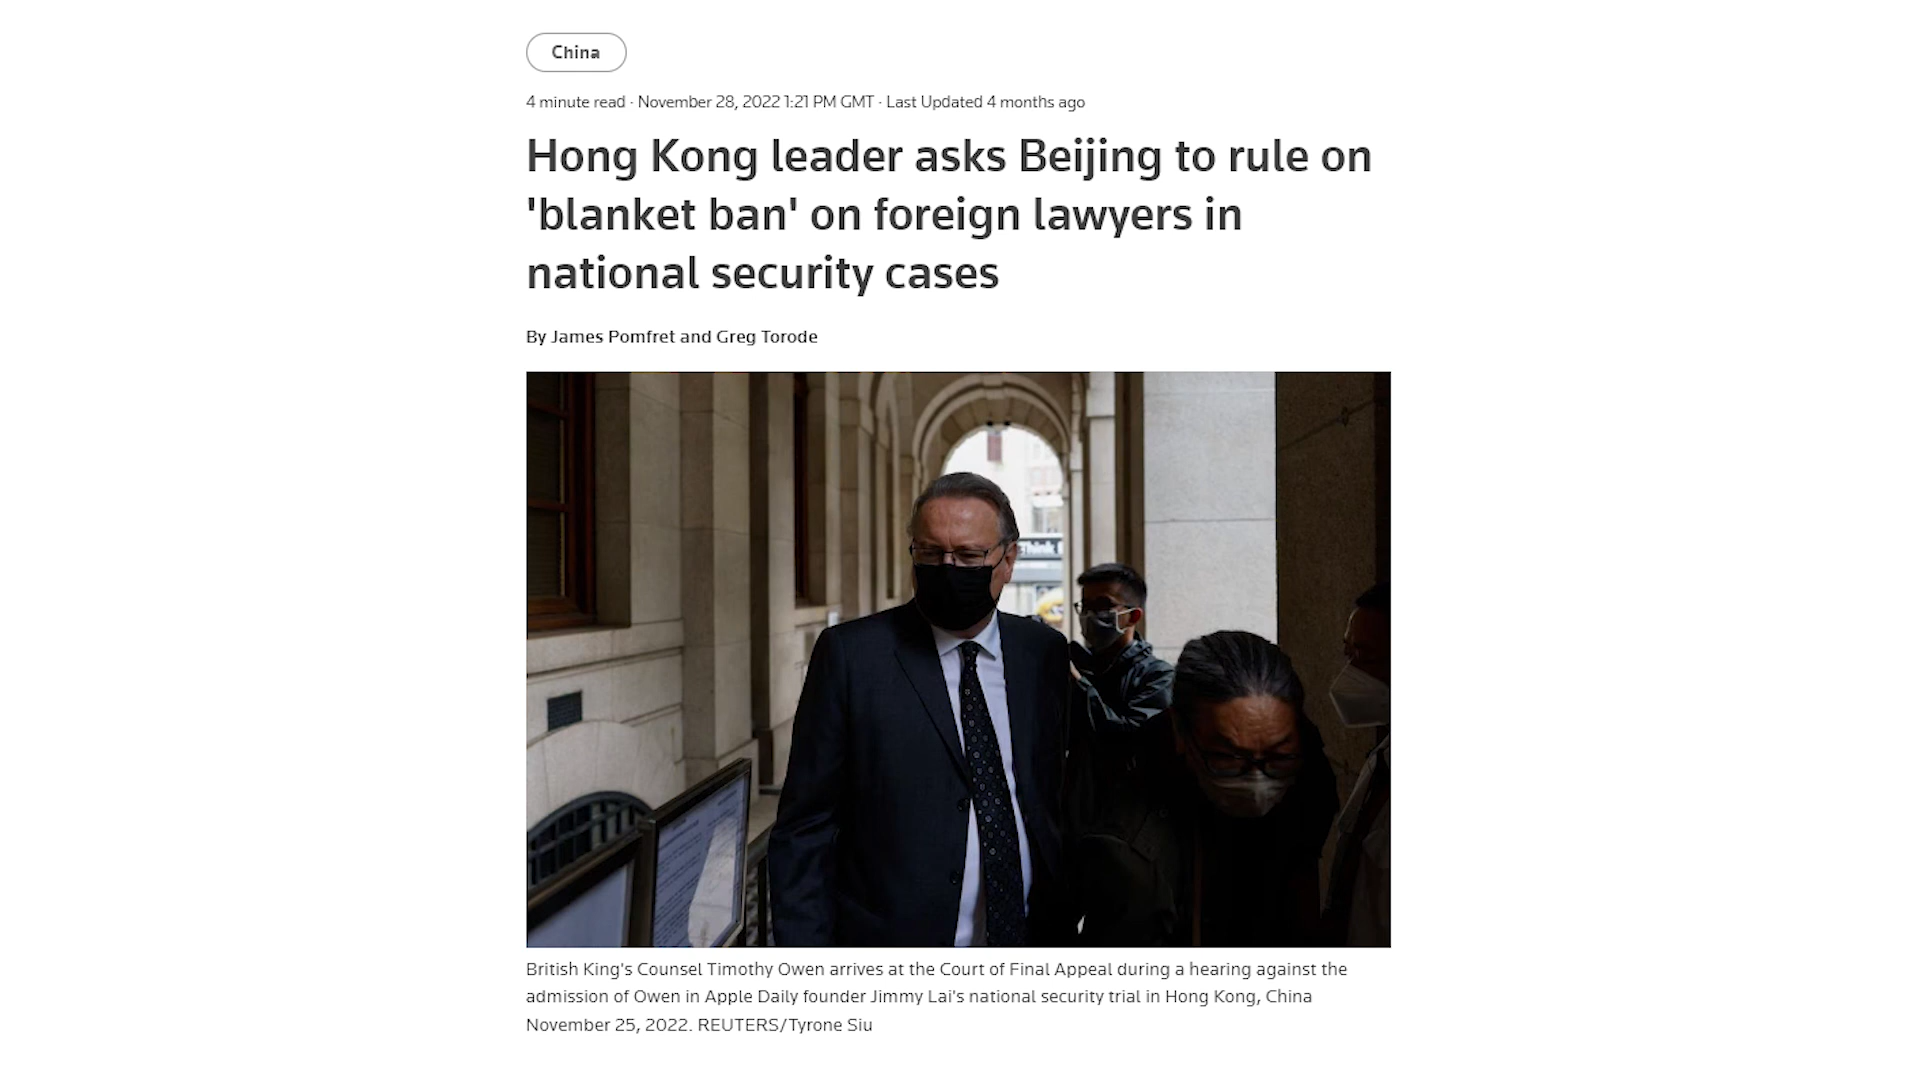 China
4 minute read · November 28, 2022 1:21 PM GMT · Last Updated 4 months ago
Hong Kong leader asks Beijing to rule on
'blanket ban' on foreign lawyers in
national security cases
By James Pomfret and Greg Torode
British King's Counsel Timothy Owen arrives at the Court of Final Appeal during a hearing against the
admission of Owen in Apple Daily founder Jimmy Lai's national security trial in Hong Kong, China
November 25, 2022. REUTERS/Tyrone Siu